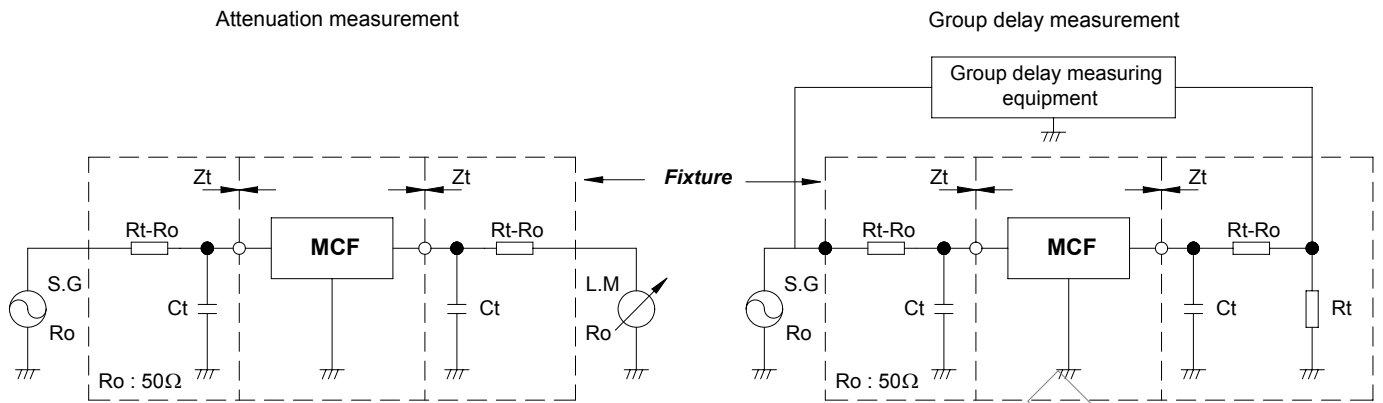 Attenuation measurement
Group delay measurement
Group delay measuring
equipment
Fixture
Zt
Zt
Rt-Ro
Rt-Ro
MCF
S.G
Ro
Ct
Ct
L.M
Ro
Ro : 50Ω
Zt
Zt
Rt-Ro
Rt-Ro
MCF
S.G
Ro
Ct
Ct
Rt
Ro : 50Ω